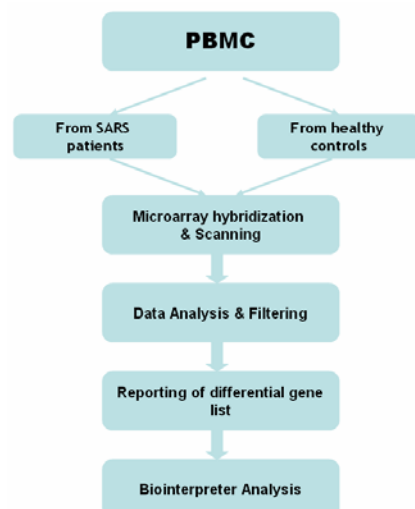 PBMC
From SARS
patients
From healthy
controls
Microarray hybridization
& Scanning
Data Analysis & Filtering
Reporting of differential gene
list
Biointerpreter Analysis